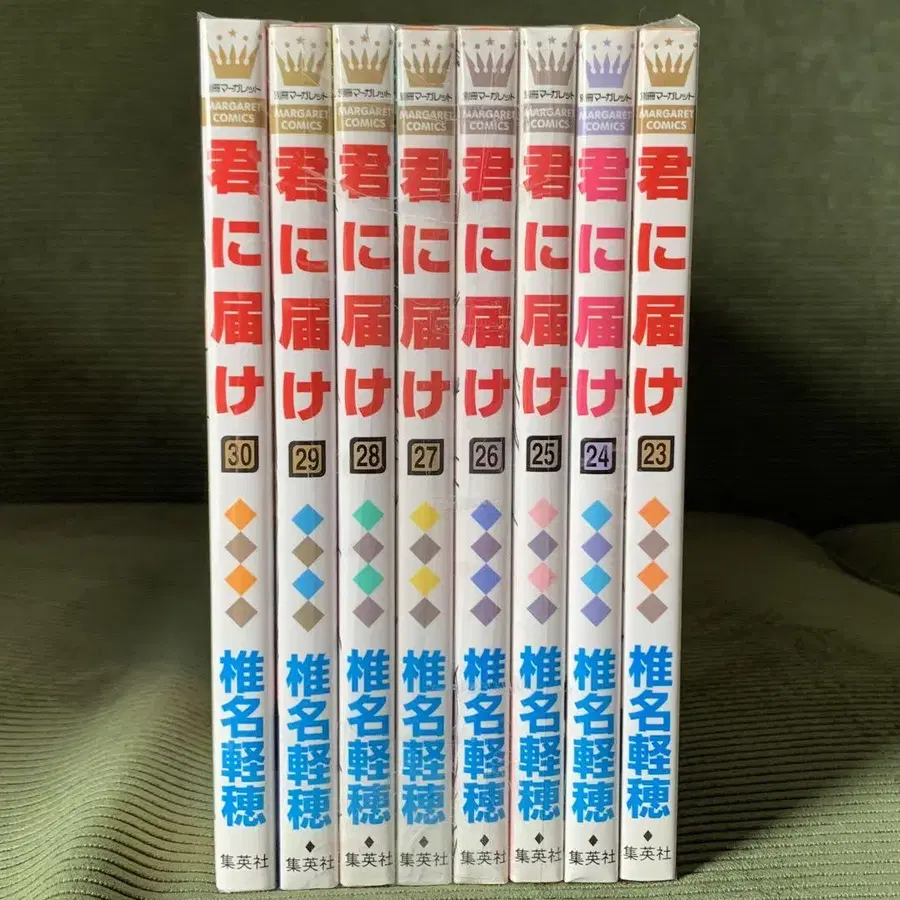 別冊マーガレット
MARGARET
COMICS
君に届け
30
椎名軽穂
集英社
別冊マーガレット
MARGARET
COMICS
君に届け
29
椎名軽穂
集英社
別冊マーガレット
MARGARET
COMICS
君に届け
28
椎名軽穂
集英社
別冊マーガレット
MARGARET
COMICS
君に届け
27
椎名軽穂
集英社
別冊マーガレット
MARGARET
COMICS
君に届け
26
椎名軽穂
集英社
別冊マーガレット
MARGARET
COMICS
君に届け
25
椎名軽穂
集英社
別冊マーガレット
MARGARET
COMICS
君に届け
24
椎名軽穂
集英社
別冊マーガレット
MARGARET
COMICS
君に届け
23
椎名軽穂
集英社